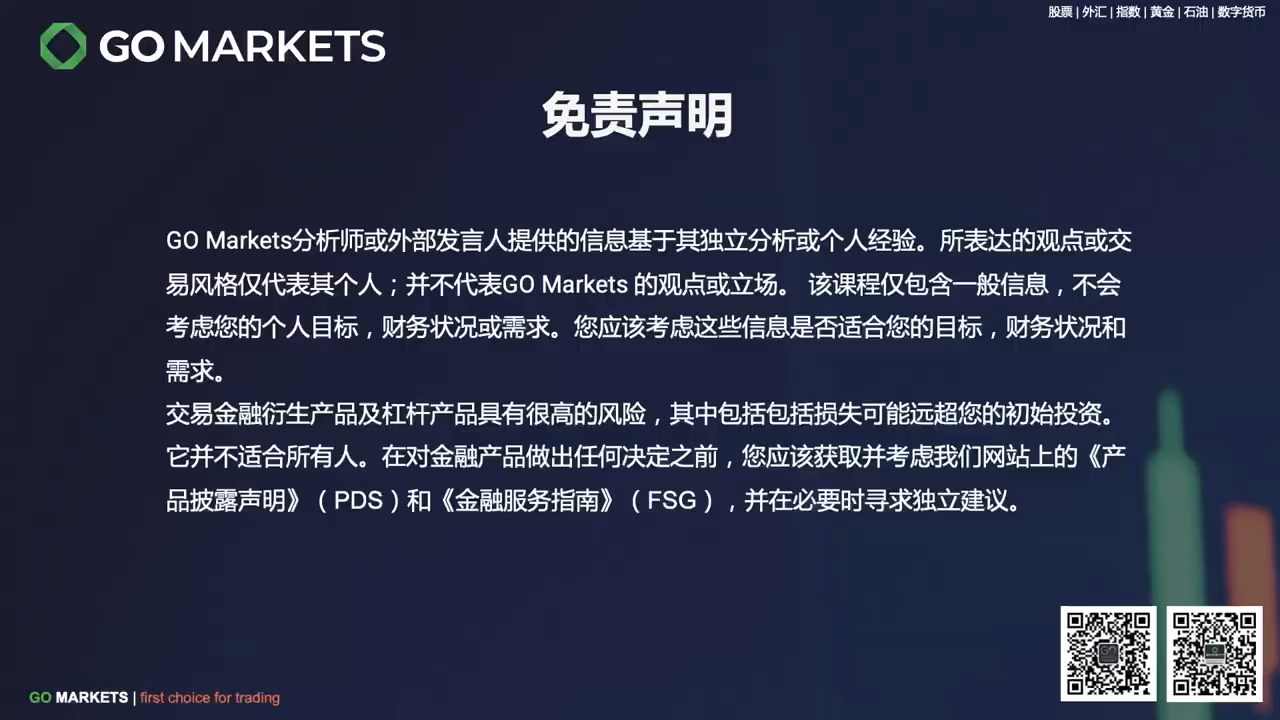 股票 | 外汇 | 指数 | 黄金 | 石油 | 数字货币
GO MARKETS
免责声明
GO Markets分析师或外部发言人提供的信息基于其独立分析或个人经验。所表达的观点或交
易风格仅代表其个人；并不代表GO Markets 的观点或立场。 该课程仅包含一般信息，不会
考虑您的个人目标，财务状况或需求。您应该考虑这些信息是否适合您的目标，财务状况和
需求。
交易金融衍生产品及杠杆产品具有很高的风险，其中包括包括损失可能远超您的初始投资。
它并不适合所有人。在对金融产品做出任何决定之前，您应该获取并考虑我们网站上的《产
品披露声明》（PDS）和《金融服务指南》（FSG），并在必要时寻求独立建议。
GO MARKETS | first choice for trading